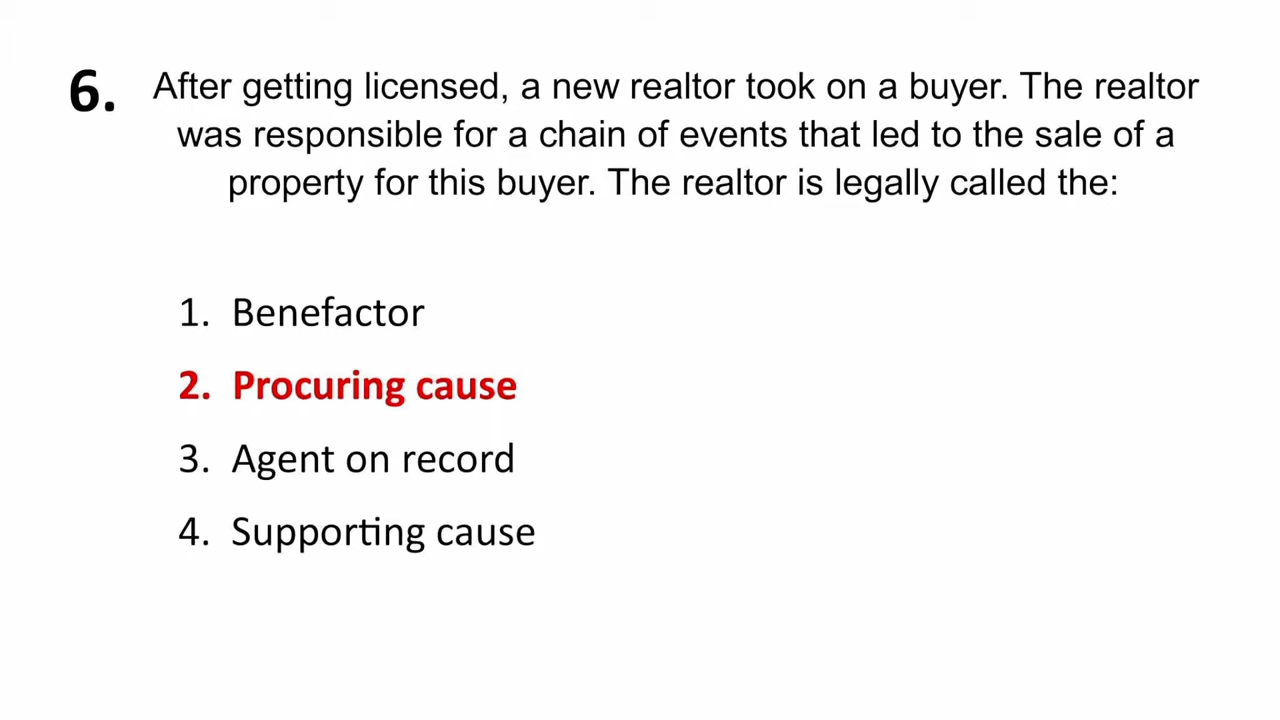 6. After getting licensed, a new realtor took on a buyer. The realtor
was responsible for a chain of events that led to the sale of a
property for this buyer. The realtor is legally called the:
1. Benefactor
2. Procuring cause
3. Agent on record
4. Supporting cause